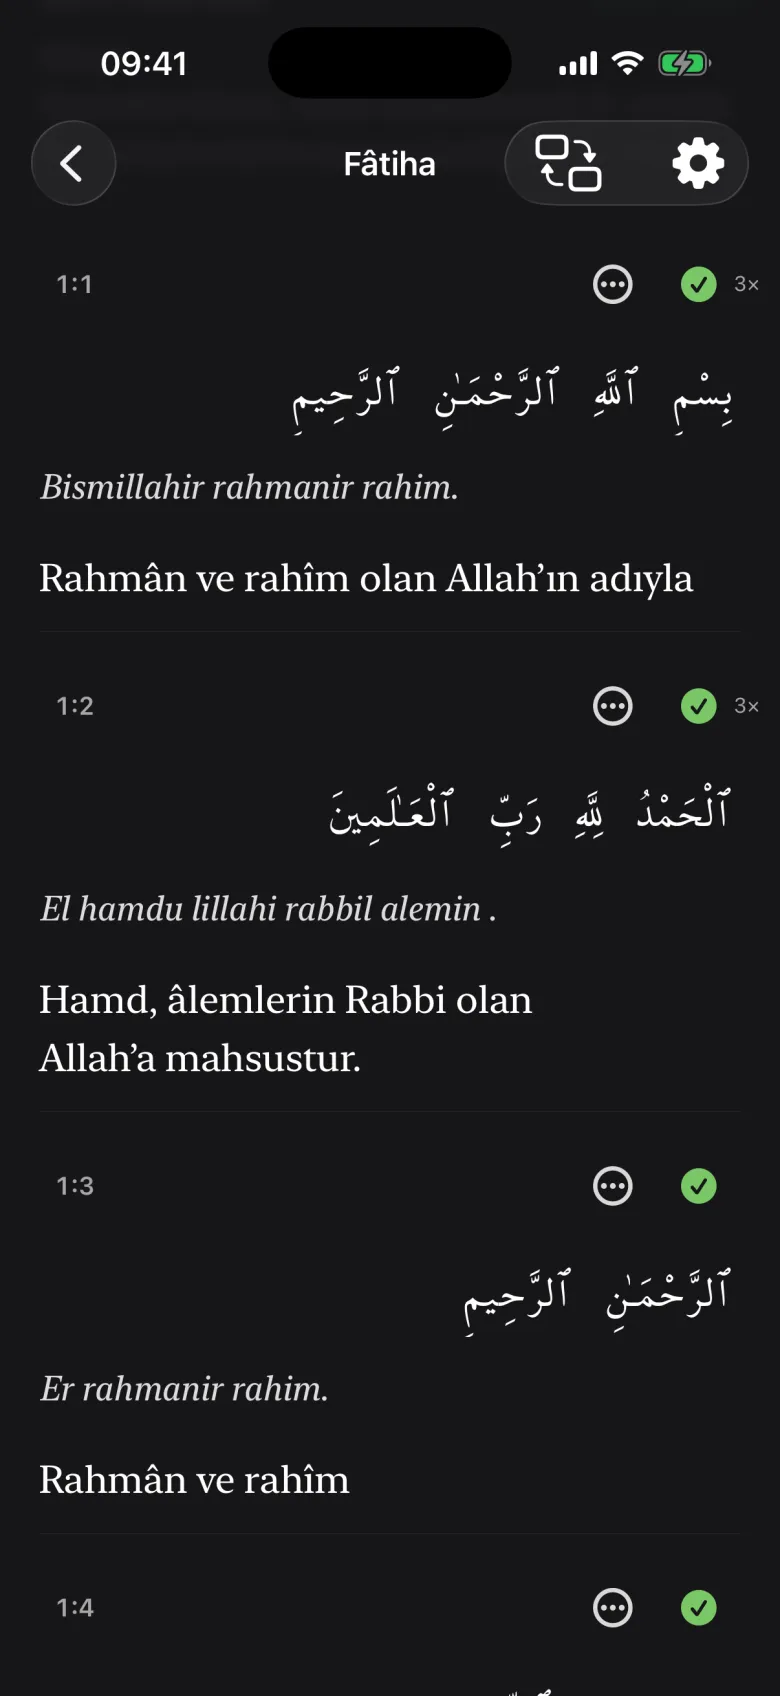 09:41
Fâtiha
1:1
3×
بِسْمِ ٱللَّهِ ٱلرَّحْمَـٰنِ ٱلرَّحِيمِ
Bismillahir rahmanir rahim.
Rahmân ve rahîm olan Allah’ın adıyla
1:2
3×
ٱلْحَمْدُ لِلَّهِ رَبِّ ٱلْعَـٰلَمِينَ
El hamdu lillahi rabbil alemin .
Hamd, âlemlerin Rabbi olan
Allah’a mahsustur.
1:3
ٱلرَّحْمَـٰنِ ٱلرَّحِيمِ
Er rahmanir rahim.
Rahmân ve rahîm
1:4